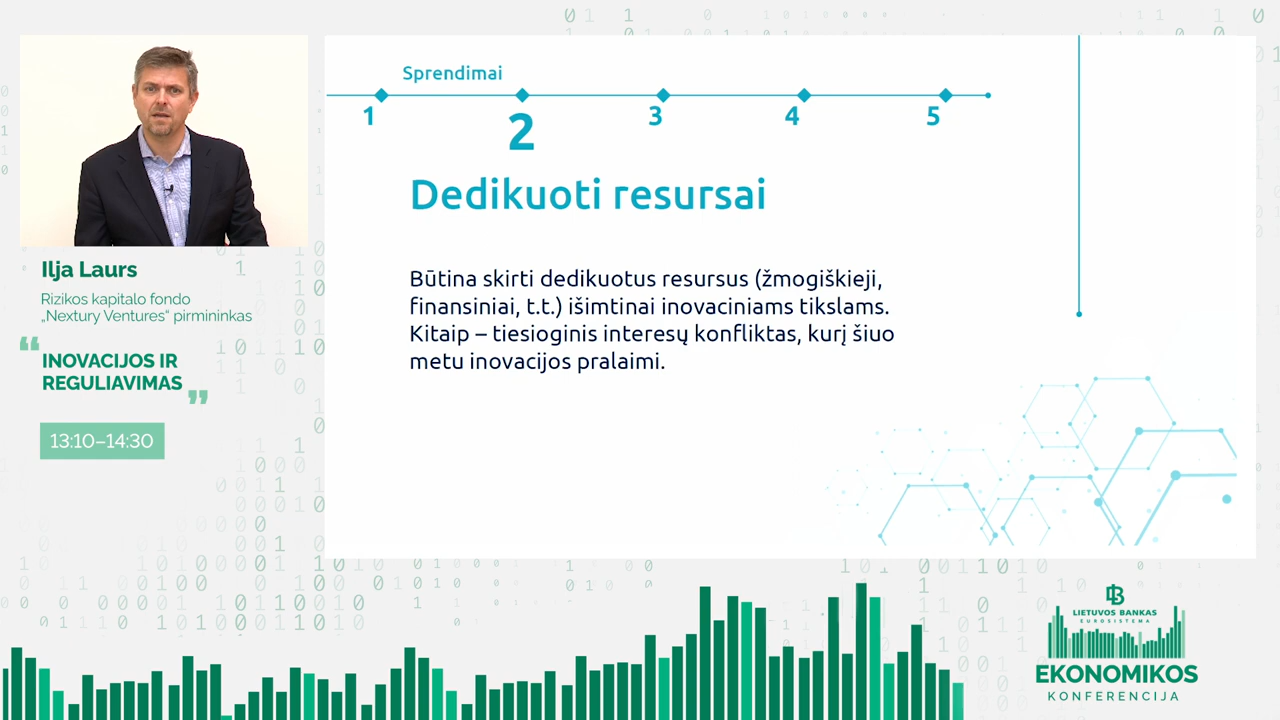 Sprendimai
1
2
3
4
5
Dedikuoti resursai
Būtina skirti dedikuotus resursus (žmogiškieji,
finansiniai, t.t.) išimtinai inovaciniams tikslams.
Kitaip – tiesioginis interesų konfliktas, kurį šiuo
metu inovacijos pralaimi.
Ilja Laurs
Rizikos kapitalo fondo
„Nextury Ventures“ pirmininkas
“ INOVACIJOS IR
REGULIAVIMAS ”
13:10–14:30
LIETUVOS BANKAS
EUROSISTEMA
EKONOMIKOS
KONFERENCIJA